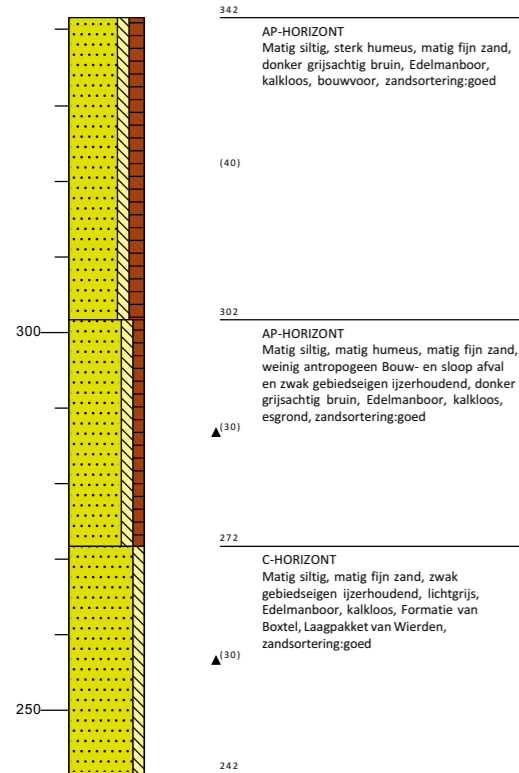 342
AP-HORIZONT
Matig siltig, sterk humeus, matig fijn zand,
donker grijsachtig bruin, Edelmanboor,
kalkloos, bouwvoor, zandsortering:goed
(40)
302
300
AP-HORIZONT
Matig siltig, matig humeus, matig fijn zand,
weinig antropogeen Bouw- en sloop afval
en zwak gebiedseigen ijzerhoudend, donker
grijsachtig bruin, Edelmanboor, kalkloos,
esgrond, zandsortering:goed
(30)
272
C-HORIZONT
Matig siltig, matig fijn zand, zwak
gebiedseigen ijzerhoudend, lichtgrijs,
Edelmanboor, kalkloos, Formatie van
Boxtel, Laagpakket van Wierden,
zandsortering:goed
(30)
250
242